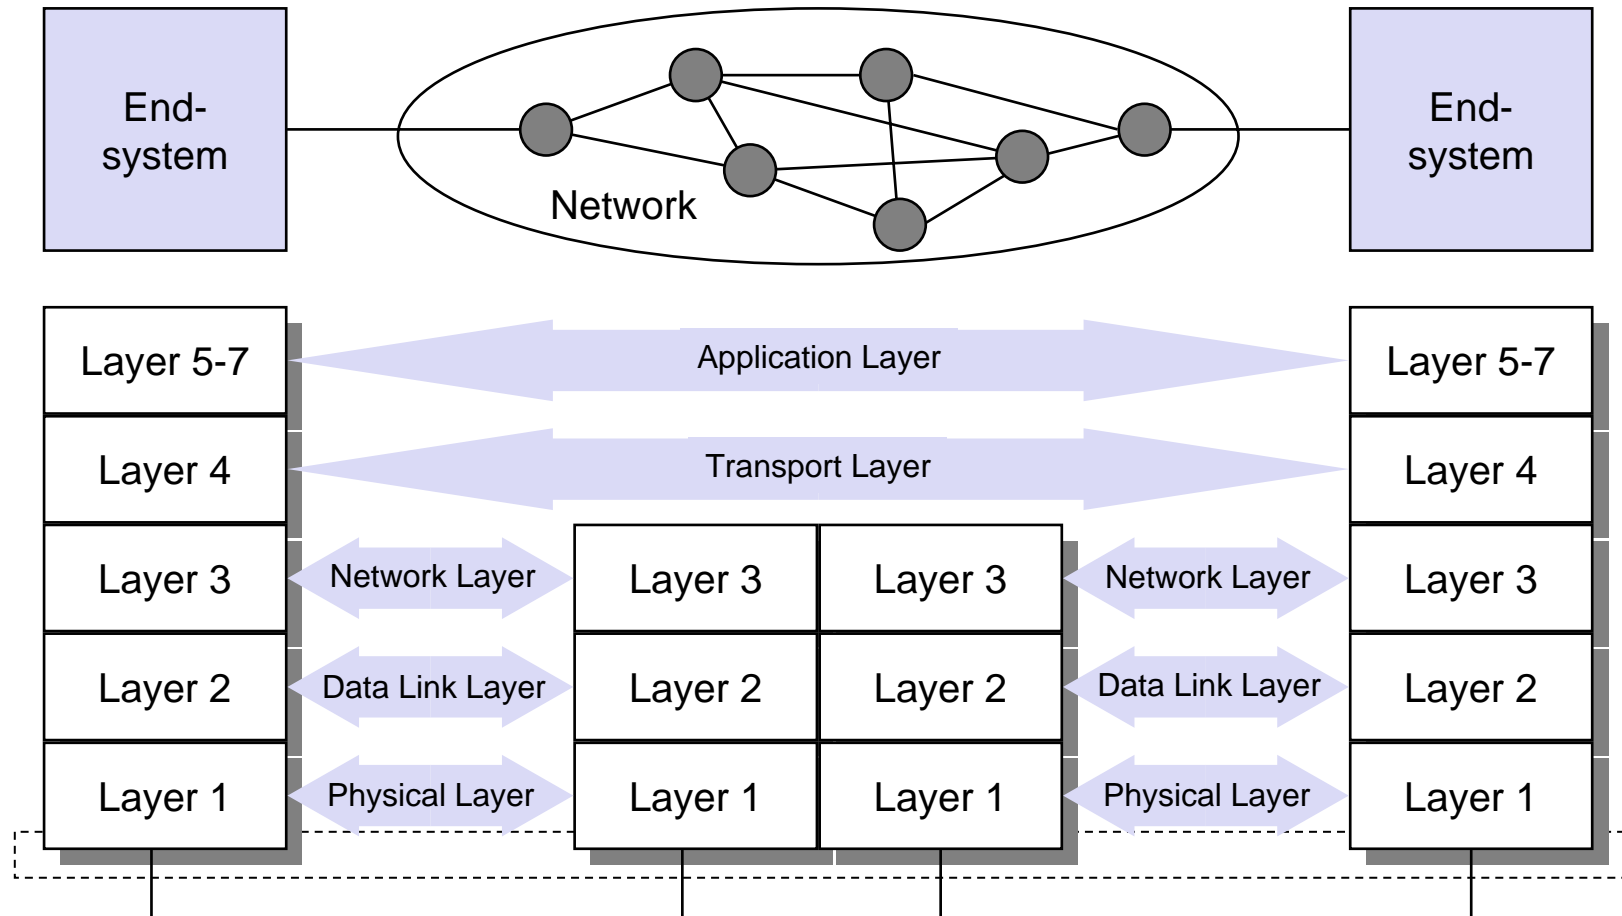 End-
system
Network
End-
system
Layer 5-7
Application Layer
Layer 5-7
Layer 4
Transport Layer
Layer 4
Layer 3
Network Layer
Layer 3
Layer 3
Network Layer
Layer 3
Layer 2
Data Link Layer
Layer 2
Layer 2
Data Link Layer
Layer 2
Layer 1
Physical Layer
Layer 1
Layer 1
Physical Layer
Layer 1